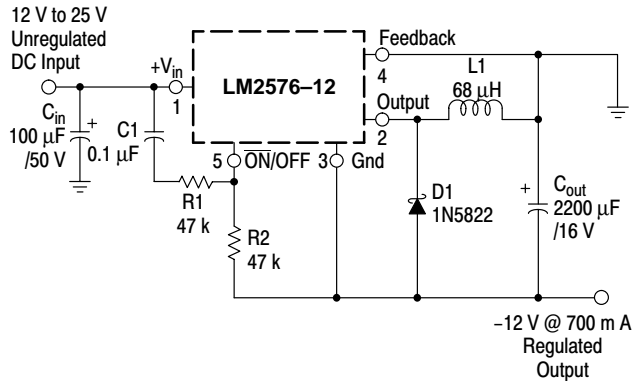 12 V to 25 V
Unregulated
DC Input
+Vin
1
LM2576–12
Feedback
4
Output
2
L1
68 μH
Cin
100 μF
/50 V
+
C1
0.1 μF
5
ON/OFF
3
Gnd
R1
47 k
R2
47 k
D1
1N5822
+
Cout
2200 μF
/16 V
–12 V @ 700 m A
Regulated
Output